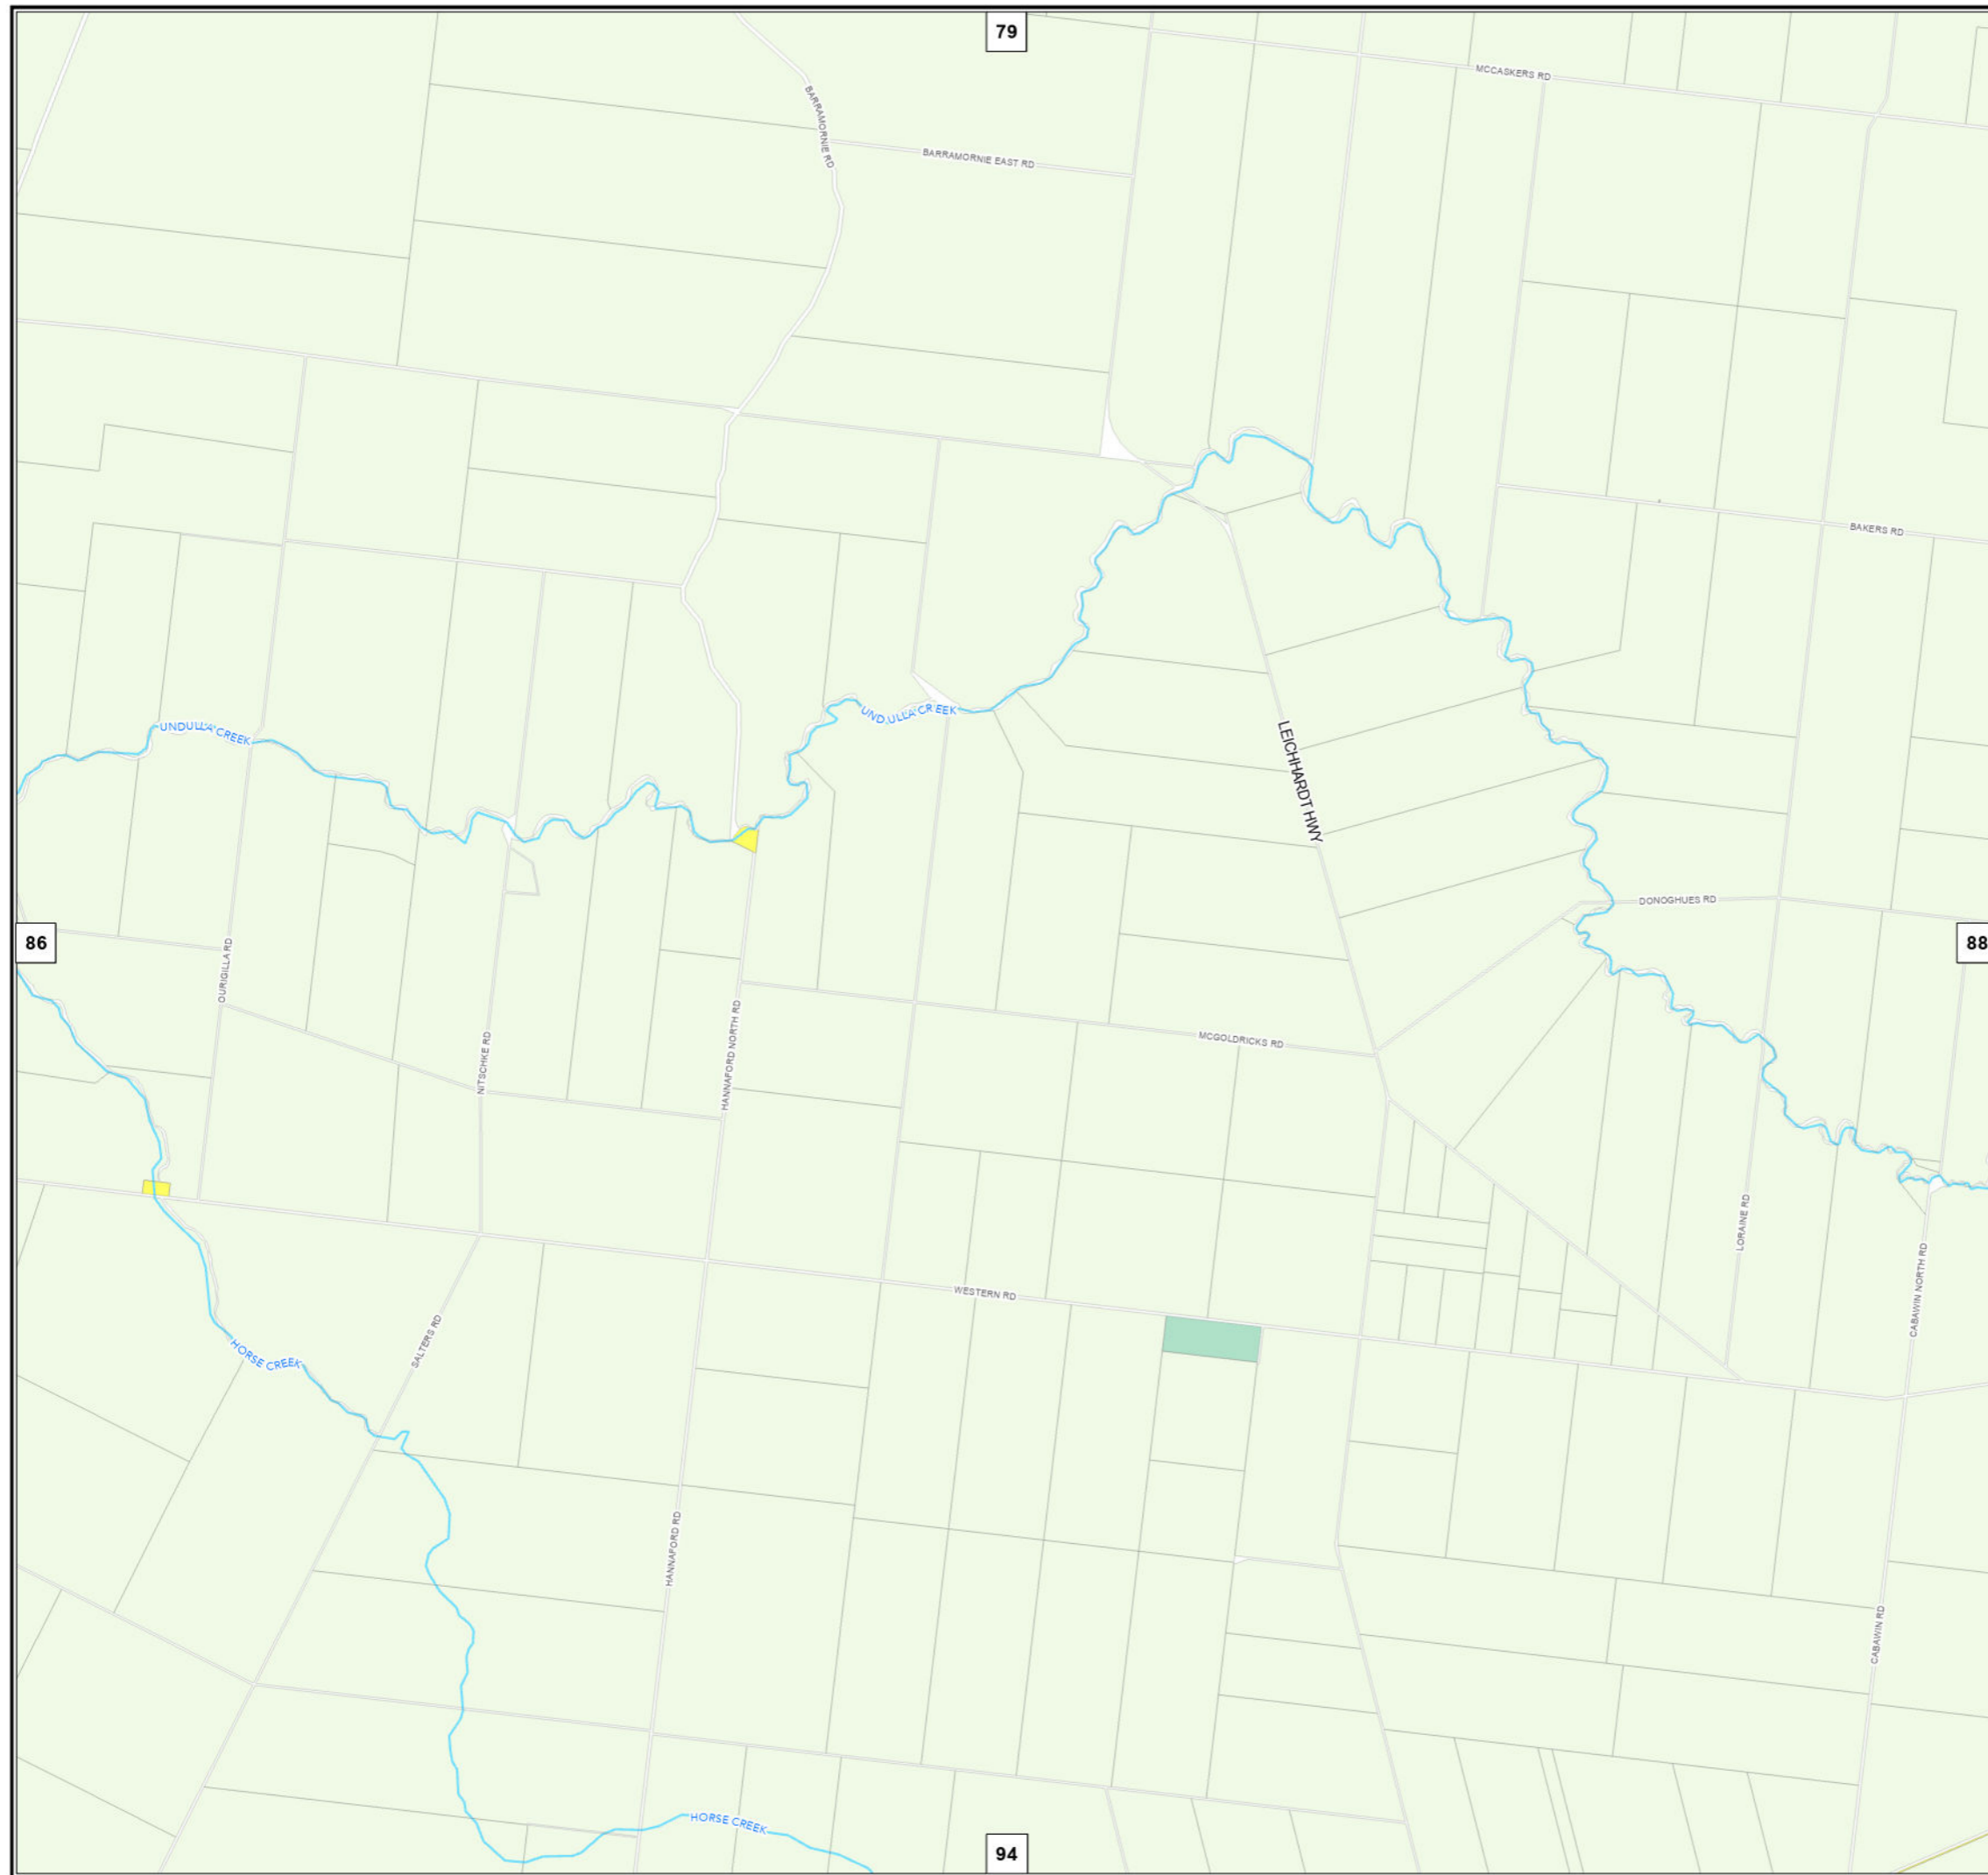 79
MCCASKERS RD
BARRAMORNIE RD
BARRAMORNIE EAST RD
BAKERS RD
UNDULLA CREEK
UNDULLA CREEK
LEICHHARDT HWY
DONOGHUES RD
86
88
OURIGILLA RD
NITSCHKE RD
HANNAFORD NORTH RD
MCGOLDRICKS RD
LORAINE RD
CABAWIN NORTH RD
WESTERN RD
SALTERS RD
HORSE CREEK
HANNAFORD RD
CABAWIN RD
HORSE CREEK
94